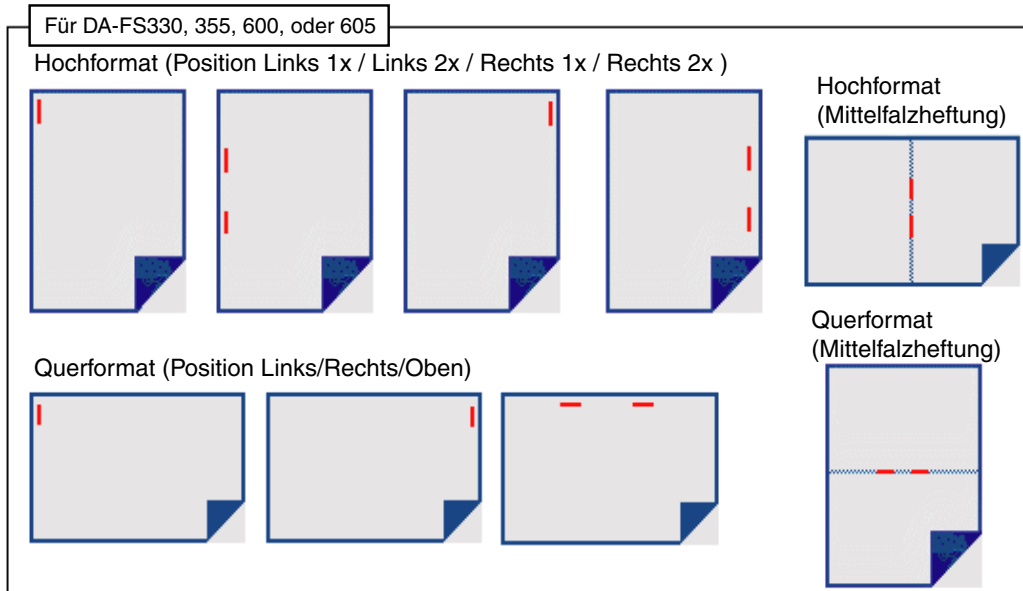 Für DA-FS330, 355, 600, oder 605
Hochformat (Position Links 1x / Links 2x / Rechts 1x / Rechts 2x )
Hochformat
(Mittelfalzheftung)
Querformat
(Mittelfalzheftung)
Querformat (Position Links/Rechts/Oben)